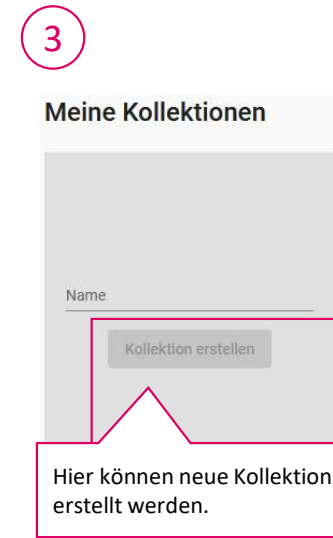 3
Meine Kollektionen
Name
Kollektion erstellen
Hier können neue Kollektion
erstellt werden.